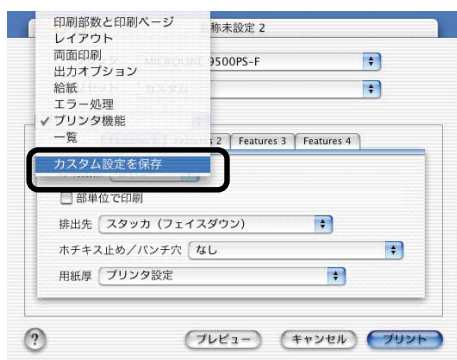 印刷部数と印刷ページ
レイアウト
両面印刷
出力オプション
給紙
エラー処理
✓ プリンタ機能
一覧
カスタム設定を保存
称未設定 2
9500PS-F
カスタム
s 2
Features 3
Features 4
部単位で印刷
排出先 スタッカ（フェイスダウン）
ホチキス止め／パンチ穴 なし
用紙厚 プリンタ設定
? プレビュー キャンセル プリント